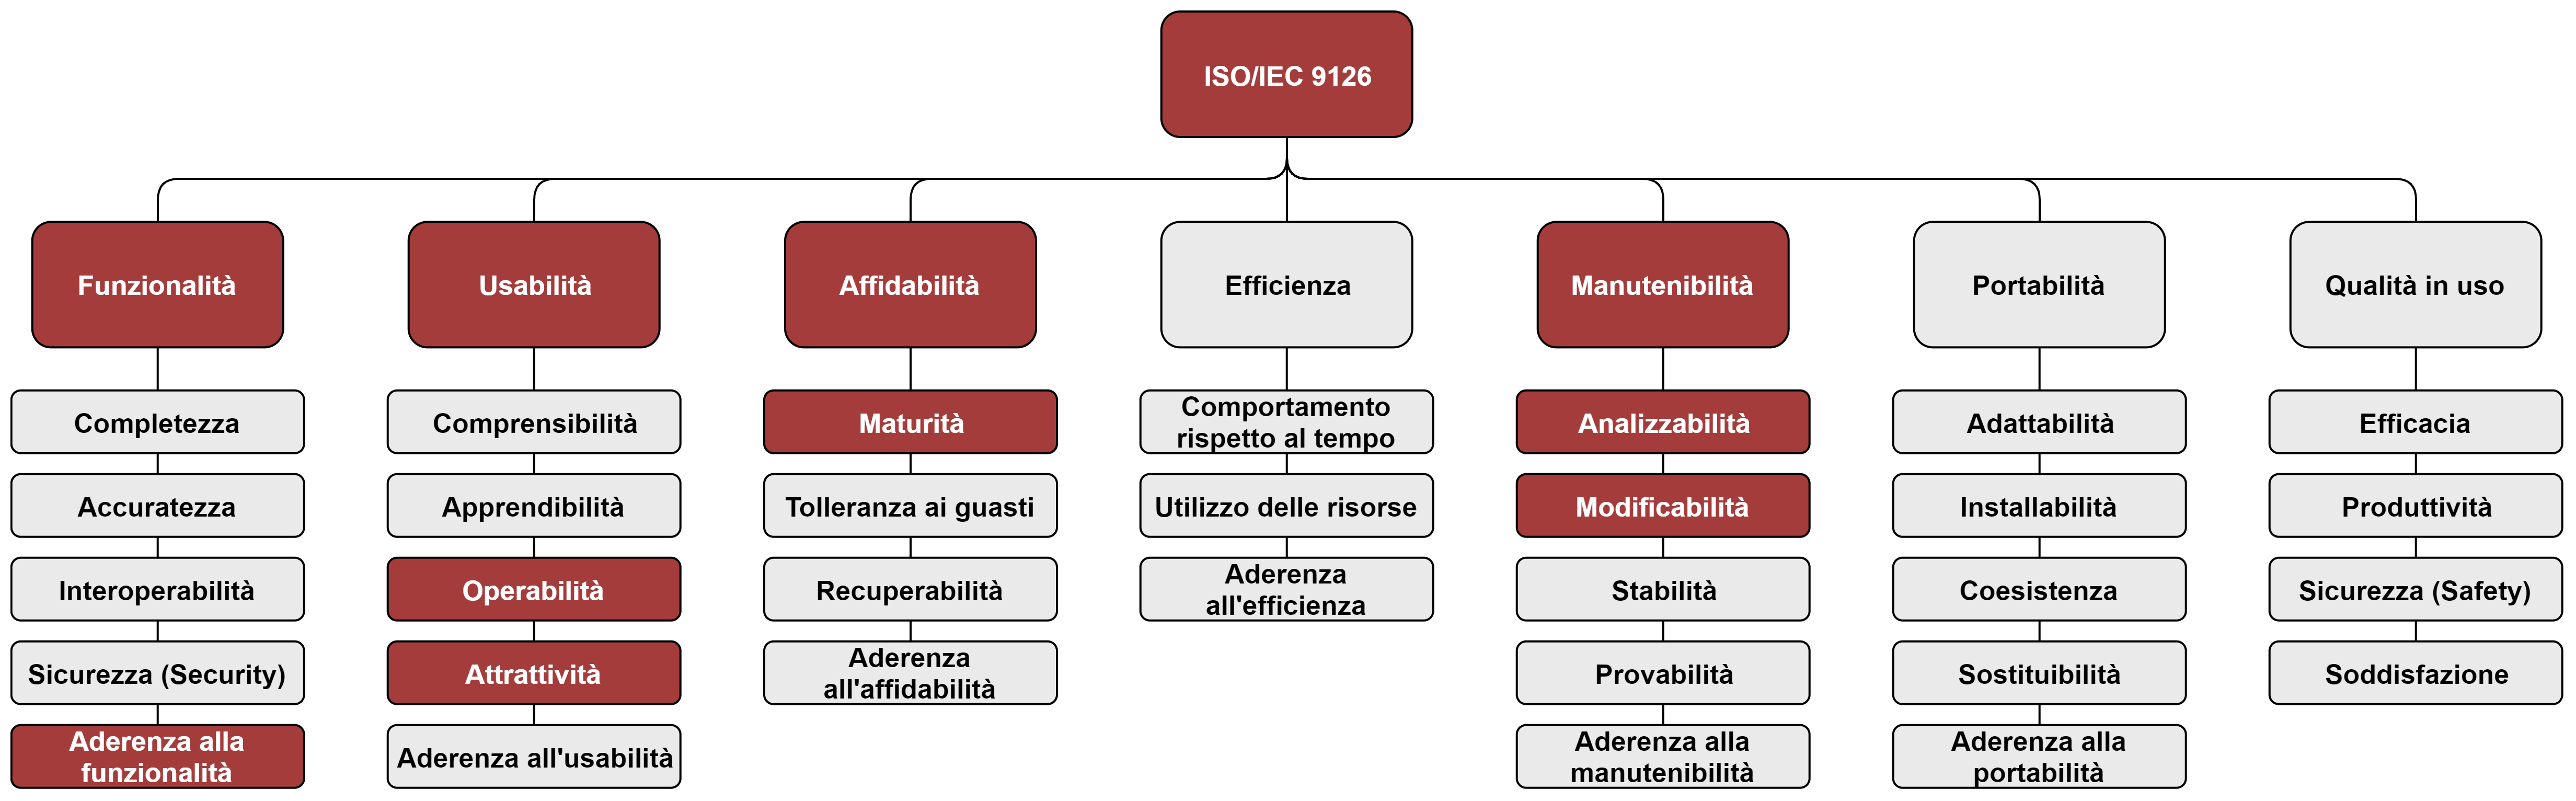 ISO/IEC 9126
Funzionalità
Usabilità
Affidabilità
Efficienza
Manutenibilità
Portabilità
Qualità in uso
Completezza
Accuratezza
Interoperabilità
Sicurezza (Security)
Aderenza alla
funzionalità
Comprensibilità
Apprendibilità
Operabilità
Attrattività
Aderenza all'usabilità
Maturità
Tolleranza ai guasti
Recuperabilità
Aderenza
all'affidabilità
Comportamento
rispetto al tempo
Utilizzo delle risorse
Aderenza
all'efficienza
Analizzabilità
Modificabilità
Stabilità
Provabilità
Aderenza alla
manutenibilità
Adattabilità
Installabilità
Coesistenza
Sostituibilità
Aderenza alla
portabilità
Efficacia
Produttività
Sicurezza (Safety)
Soddisfazione